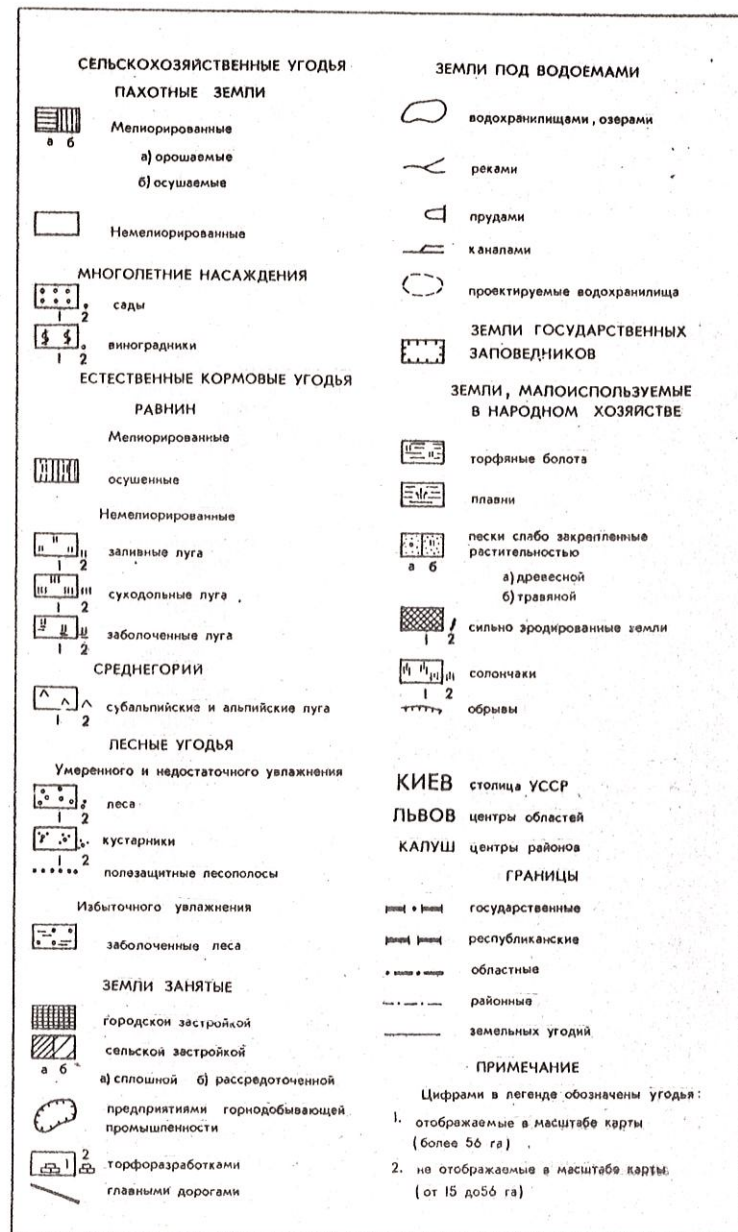 СЕЛЬСКОХОЗЯЙСТВЕННЫЕ УГОДЬЯ
ПАХОТНЫЕ ЗЕМЛИ
Мелиорированные
а б
а) орошаемые
б) осушаемые
Немелиорированные
МНОГОЛЕТНИЕ НАСАЖДЕНИЯ
сады
1 2
виноградники
1 2
ЕСТЕСТВЕННЫЕ КОРМОВЫЕ УГОДЬЯ
РАВНИН
Мелиорированные
осушенные
Немелиорированные
заливные луга
1 2
суходольные луга
1 2
заболоченные луга
1 2
СРЕДНЕГОРИЙ
субальпийские и альпийские луга
1 2
ЛЕСНЫЕ УГОДЬЯ
Умеренного и недостаточного увлажнения
леса
1 2
кустарники
1 2
полезащитные лесополосы
Избыточного увлажнения
заболоченные леса
ЗЕМЛИ ЗАНЯТЫЕ
городской застройкой
сельской застройкой
а б
а) сплошной б) рассредоточенной
предприятиями горнодобывающей
промышленности
1 2
торфоразработками
главными дорогами
ЗЕМЛИ ПОД ВОДОЕМАМИ
водохранилищами, озерами
реками
прудами
каналами
проектируемые водохранилища
ЗЕМЛИ ГОСУДАРСТВЕННЫХ
ЗАПОВЕДНИКОВ
ЗЕМЛИ, МАЛОИСПОЛЬЗУЕМЫЕ
В НАРОДНОМ ХОЗЯЙСТВЕ
торфяные болота
плавни
пески слабо закрепленные
растительностью
а б
а) древесной
б) травяной
сильно эродированные земли
1 2
солончаки
1 2
обрывы
КИЕВ столица УССР
ЛЬВОВ центры областей
КАЛУШ центры районов
ГРАНИЦЫ
государственные
республиканские
областные
районные
земельных угодий
ПРИМЕЧАНИЕ
Цифрами в легенде обозначены угодья:
1. отображаемые в масштабе карты
(более 56 га)
2. не отображаемые в масштабе карты
(от 15 до56 га)